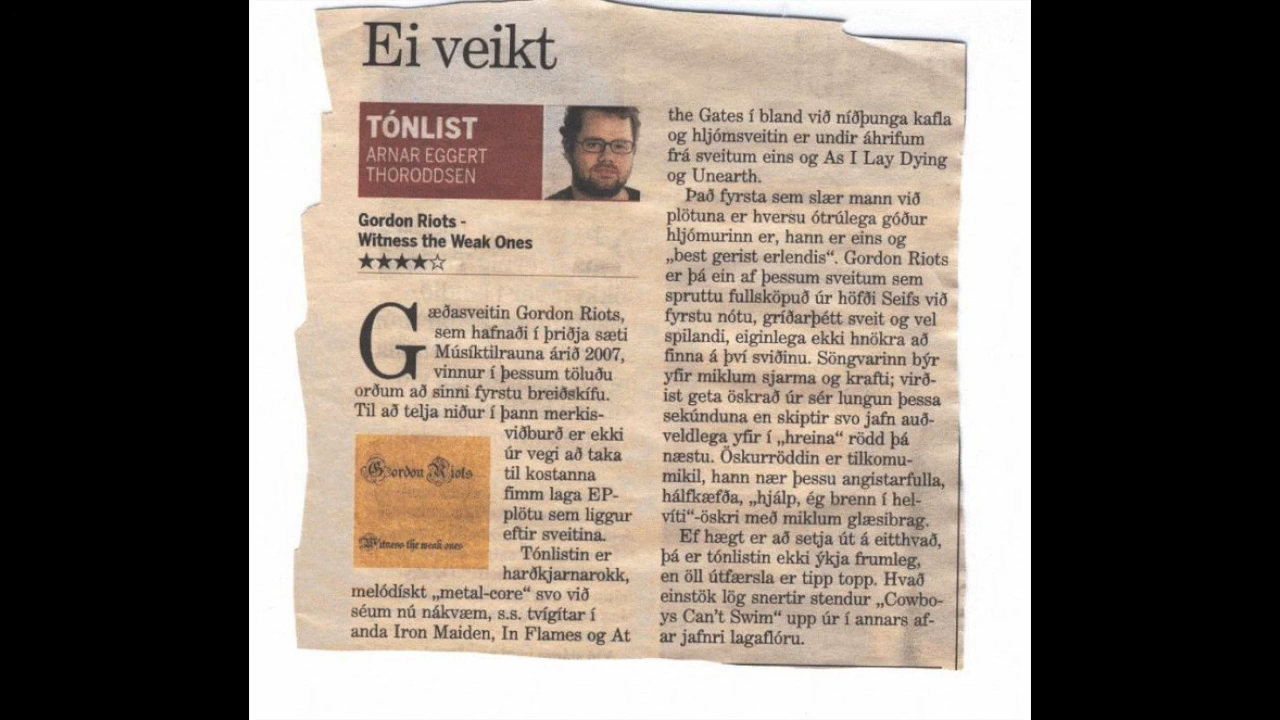 Ei veikt
TÓNLIST
ARNAR EGGERT
THORODDSEN
Gordon Riots -
Witness the Weak Ones
★★★★☆
Gæðasveitin Gordon Riots,
sem hafnaði í þriðja sæti
Músíktilrauna árið 2007,
vinnur í þessum töluðu
orðum að sinni fyrstu breiðskífu.
Til að telja niður í þann merkis-
viðburð er ekki
úr vegi að taka
til kostanna
fimm laga EP-
plötu sem liggur
eftir sveitina.
Tónlistin er
harðkjarnarokk,
melódískt „metal-core“ svo við
séum nú nákvæm, s.s. tvígítar í
anda Iron Maiden, In Flames og At
Gordon Riots
Witness the weak ones
the Gates í bland við níðþunga kafla
og hljómsveitin er undir áhrifum
frá sveitum eins og As I Lay Dying
og Unearth.
Það fyrsta sem slær mann við
plötuna er hversu ótrúlega góður
hljómurinn er, hann er eins og
„best gerist erlendis“. Gordon Riots
er þá ein af þessum sveitum sem
spruttu fullsköpuð úr höfði Seifs við
fyrstu nótu, gríðarþétt sveit og vel
spilandi, eiginlega ekki hnökra að
finna á því sviðinu. Söngvarinn býr
yfir miklum sjarma og krafti; virð-
ist geta öskrað úr sér lungun þessa
sekúnduna en skiptir svo jafn auð-
veldlega yfir í „hreina“ rödd þá
næstu. Öskurröddin er tilkomu-
mikil, hann nær þessu angistarfulla,
hálfkæfða, „hjálp, ég brenn í hel-
víti“-öskri með miklum glæsibrag.
Ef hægt er að setja út á eitthvað,
þá er tónlistin ekki ýkja frumleg,
en öll útfærsla er tipp topp. Hvað
einstök lög snertir stendur „Cowbo-
ys Can't Swim“ upp úr í annars af-
ar jafnri lagaflóru.